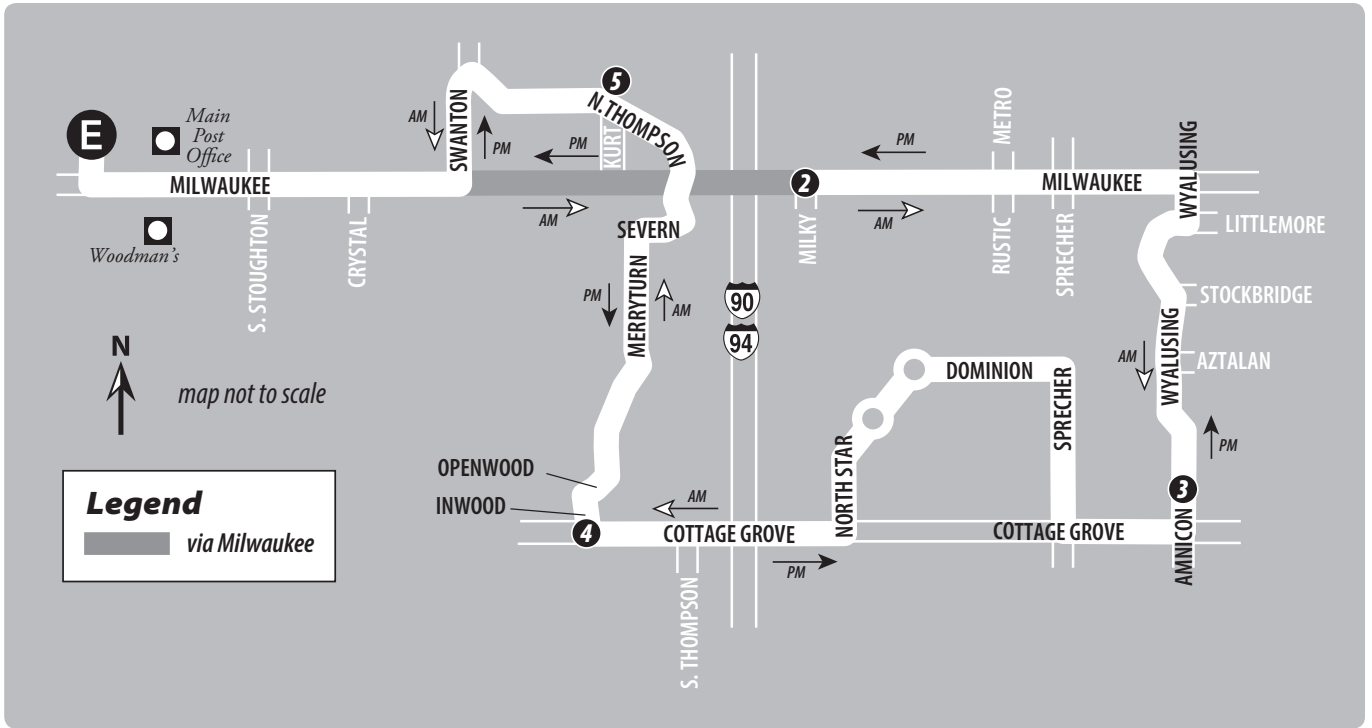 E
Main
Post
Office
Woodman's
MILWAUKEE
S. STOUGHTON
CRYSTAL
SWANTON
AM
PM
5
N. THOMPSON
KURT
PM
AM
2
MILKY
PM
AM
METRO
RUSTIC
SPRECHER
MILWAUKEE
WYALUSING
LITTLEMORE
STOCKBRIDGE
AZTALAN
WYALUSING
AM
PM
3
AMNICON
SEVERN
MERRYTURN
PM
AM
90
94
DOMINION
SPRECHER
NORTH STAR
OPENWOOD
INWOOD
4
AM
COTTAGE GROVE
COTTAGE GROVE
PM
S. THOMPSON
N
map not to scale
Legend
via Milwaukee